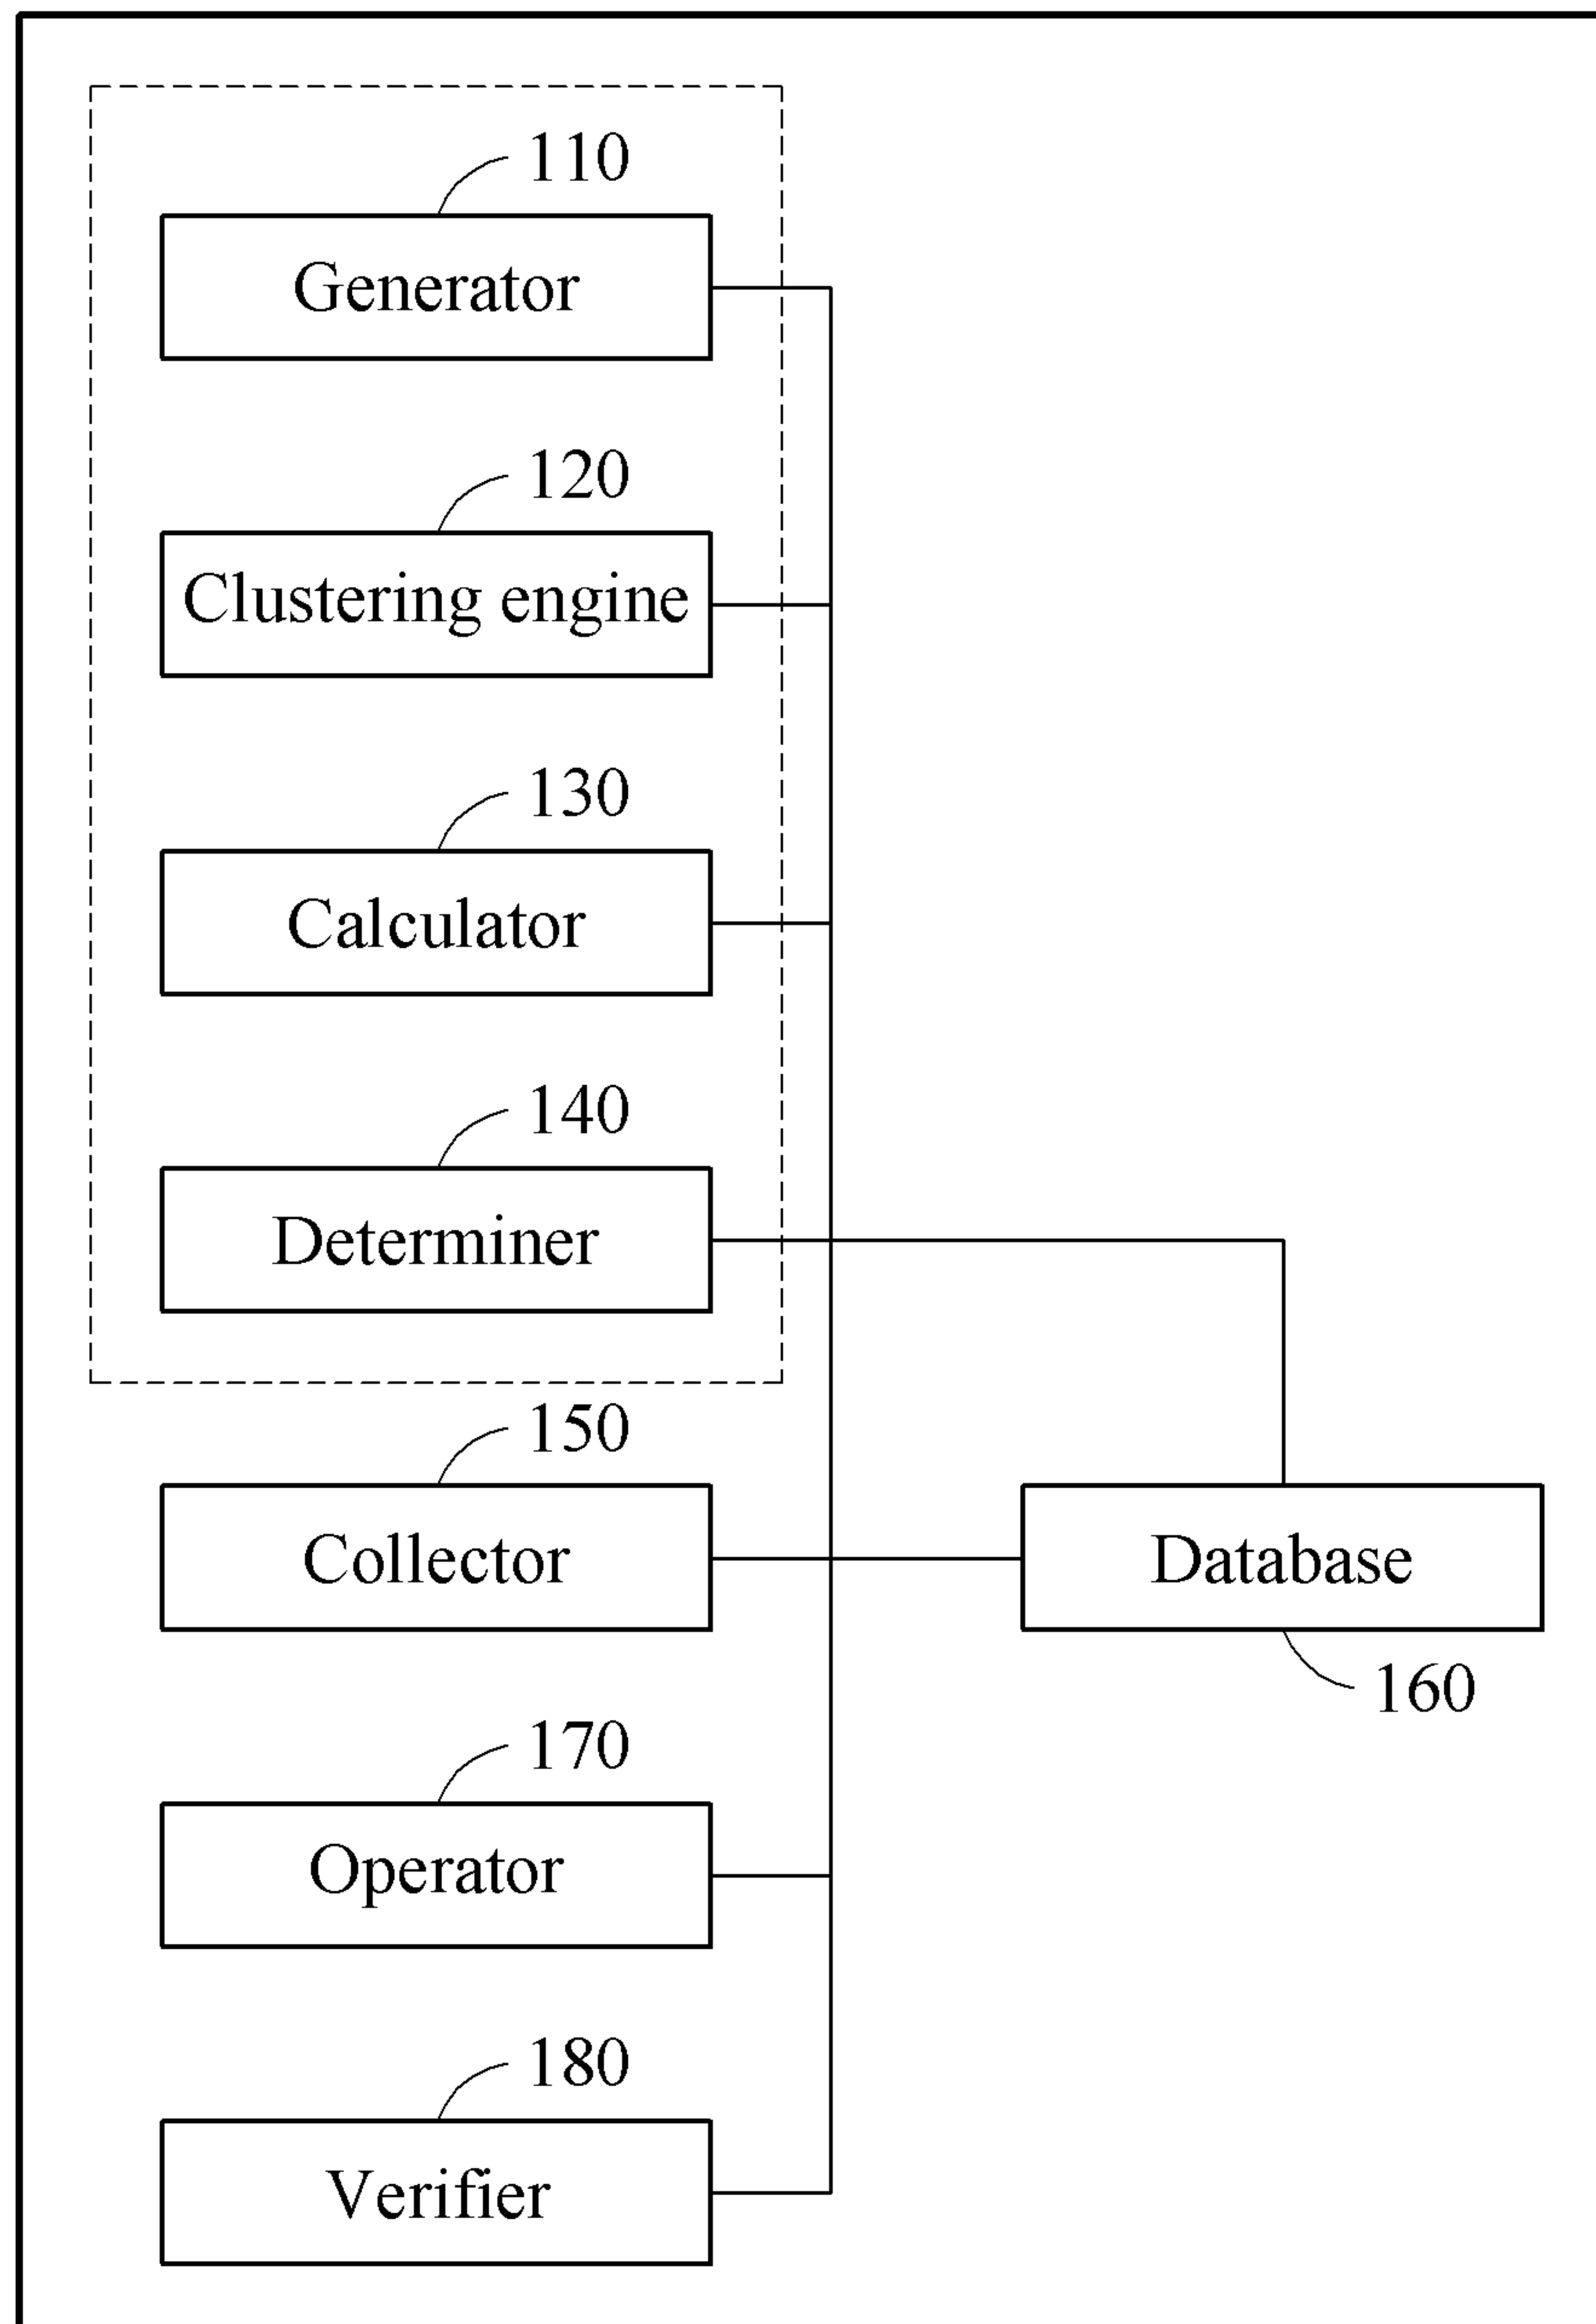 110
Generator
120
Clustering engine
130
Calculator
140
Determiner
150
Collector
Database
160
170
Operator
180
Verifier